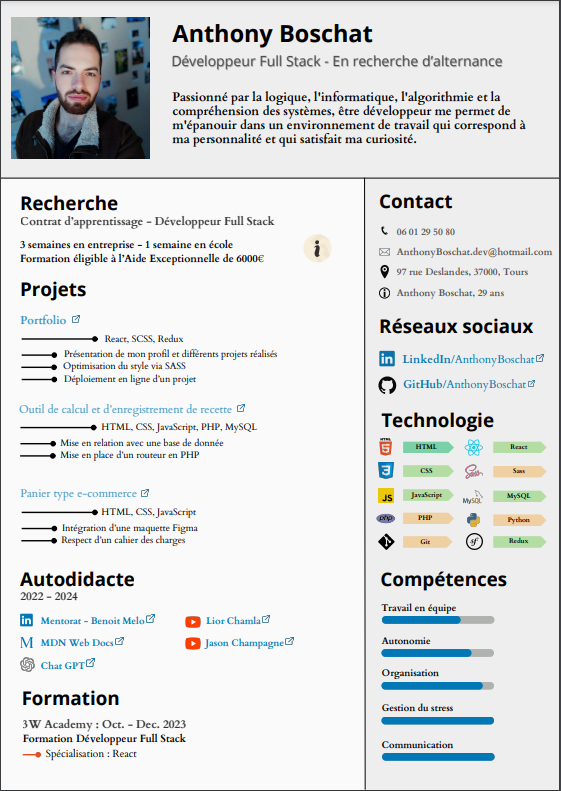 Anthony Boschat
Développeur Full Stack - En recherche d'alternance
Passionné par la logique, l'informatique, l'algorithmie et la
compréhension des systèmes, être développeur me permet de
m'épanouir dans un environnement de travail qui correspond à
ma personnalité et qui satisfait ma curiosité.
Recherche
Contrat d'apprentissage - Développeur Full Stack
3 semaines en entreprise - 1 semaine en école
Formation éligible à l'Aide Exceptionnelle de 6000€
i
Projets
Portfolio
React, SCSS, Redux
Présentation de mon profil et différents projets réalisés
Optimisation du style via SASS
Déploiement en ligne d'un projet
Outil de calcul et d'enregistrement de recette
HTML, CSS, JavaScript, PHP, MySQL
Mise en relation avec une base de donnée
Mise en place d'un routeur en PHP
Panier type e-commerce
HTML, CSS, JavaScript
Intégration d'une maquette Figma
Respect d'un cahier des charges
Autodidacte
2022 - 2024
in Mentorat - Benoit Melo
Lior Chamla
M MDN Web Docs
Jason Champagne
Chat GPT
Formation
3W Academy : Oct. - Dec. 2023
Formation Développeur Full Stack
Spécialisation : React
Contact
06 01 29 50 80
AnthonyBoschat.dev@hotmail.com
97 rue Deslandes, 37000, Tours
Anthony Boschat, 29 ans
Réseaux sociaux
in LinkedIn/AnthonyBoschat
GitHub/AnthonyBoschat
Technologie
HTML 5 HTML
React
3 CSS
Sass Sass
JS JavaScript
MySQL MySQL
php PHP
Python
Git
sf Redux
Compétences
Travail en équipe
Autonomie
Organisation
Gestion du stress
Communication